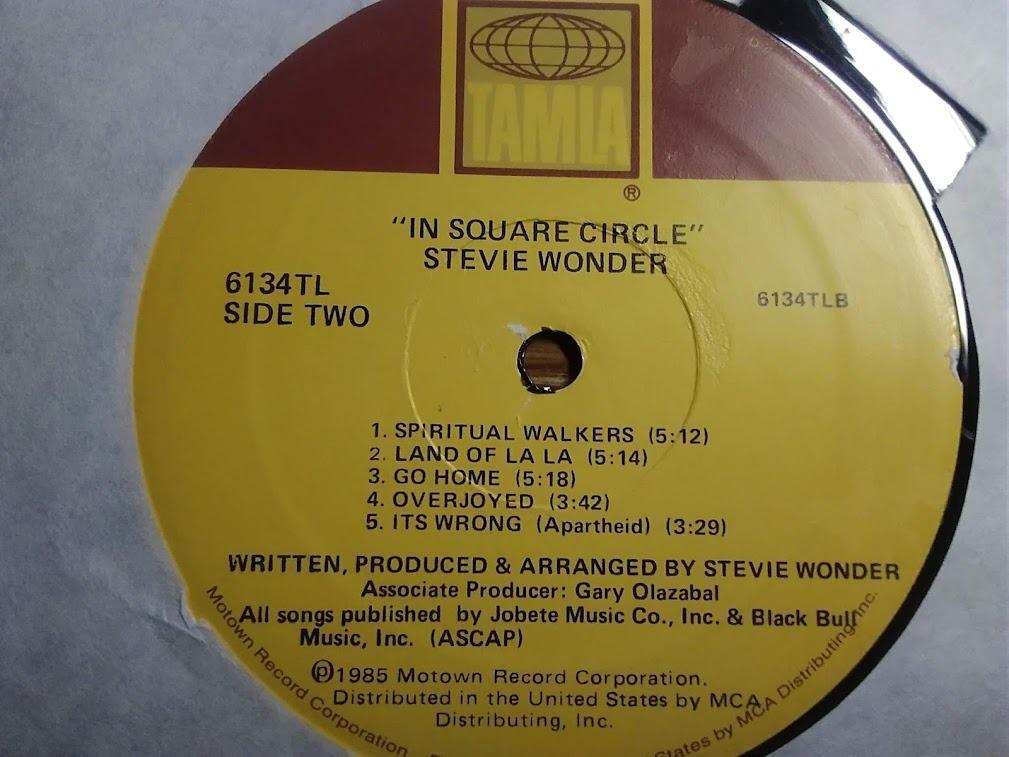 TAMLA
®
"IN SQUARE CIRCLE"
STEVIE WONDER
6134TL
SIDE TWO
6134TLB
1. SPIRITUAL WALKERS (5:12)
2. LAND OF LA LA (5:14)
3. GO HOME (5:18)
4. OVERJOYED (3:42)
5. ITS WRONG (Apartheid) (3:29)
WRITTEN, PRODUCED & ARRANGED BY STEVIE WONDER
Associate Producer: Gary Olazabal
All songs published by Jobete Music Co., Inc. & Black Bull
Music, Inc. (ASCAP)
℗1985 Motown Record Corporation.
Distributed in the United States by MCA
Distributing, Inc.
Motown Record Corporation
States by MCA Distributing, Inc.